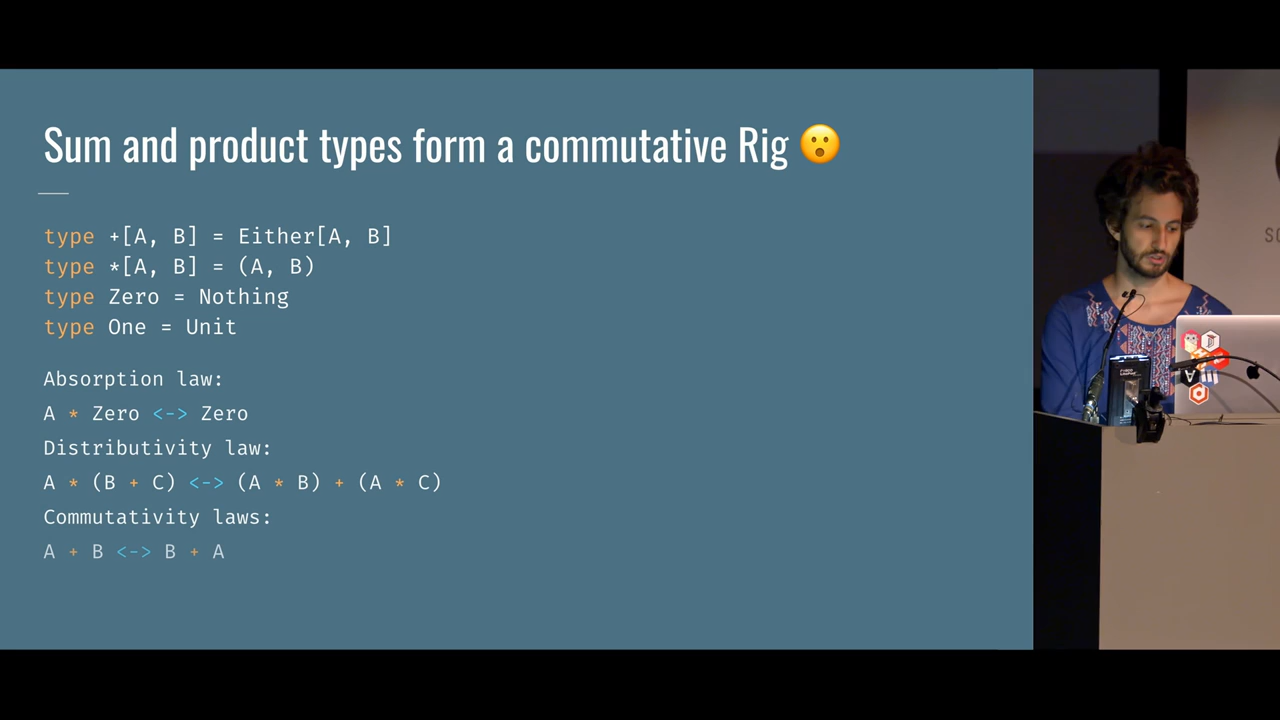 Sum and product types form a commutative Rig 😮
type +[A, B] = Either[A, B]
type *[A, B] = (A, B)
type Zero = Nothing
type One = Unit
Absorption law:
A * Zero <-> Zero
Distributivity law:
A * (B + C) <-> (A * B) + (A * C)
Commutativity laws:
A + B <-> B + A